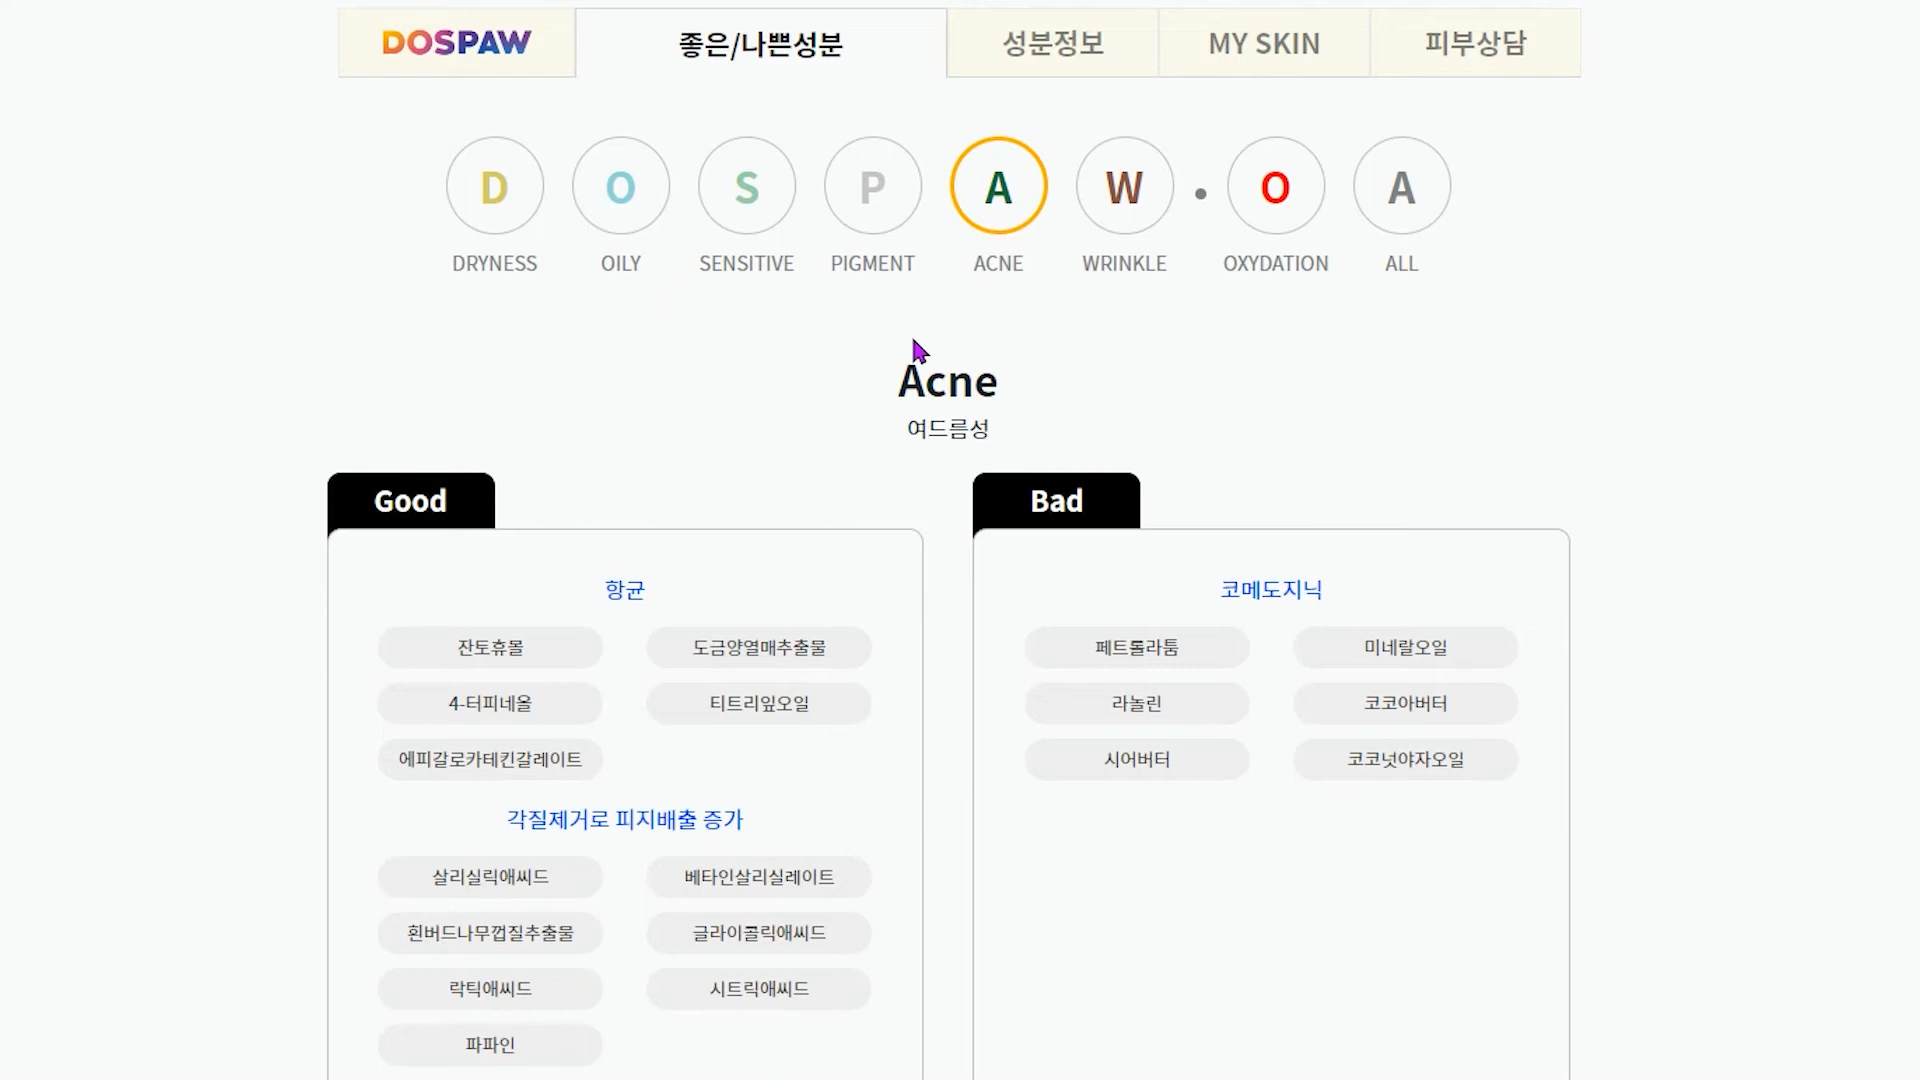 DOSPAW 좋은/나쁜성분 성분정보 MY SKIN 피부상담
D O S P A W • O A
DRYNESS OILY SENSITIVE PIGMENT ACNE WRINKLE OXYDATION ALL
Acne
여드름성
Good
항균
잔토휴몰 도금양열매추출물
4-터피네올 티트리잎오일
에피갈로카테킨갈레이트
각질제거로 피지배출 증가
살리실릭애씨드 베타인살리실레이트
흰버드나무껍질추출물 글라이콜릭애씨드
락틱애씨드 시트릭애씨드
파파인
Bad
코메도지닉
페트롤라툼 미네랄오일
라놀린 코코아버터
시어버터 코코넛야자오일